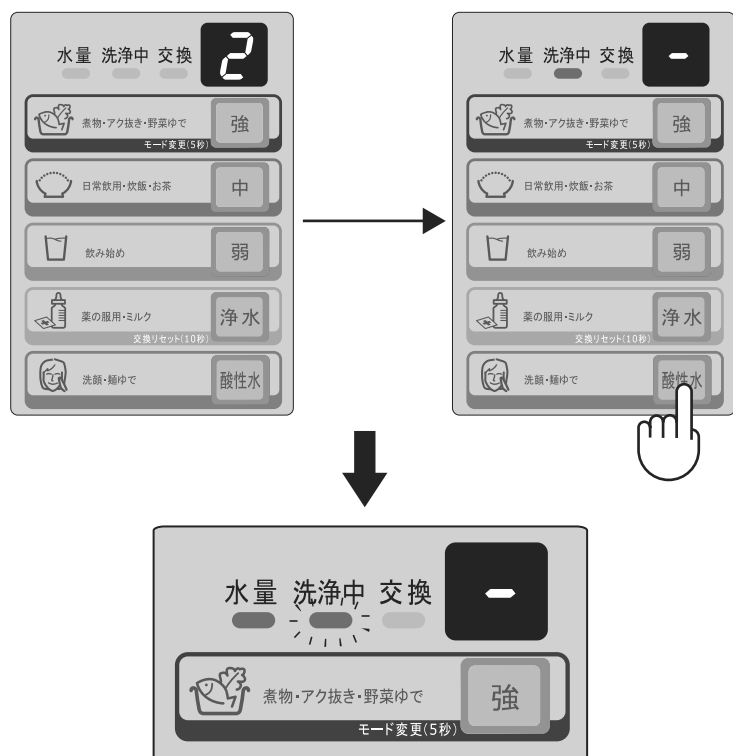 水量 洗浄中 交換 2
煮物・アク抜き・野菜ゆで 強
モード変更(5秒)
日常飲用・炊飯・お茶 中
飲み始め 弱
薬の服用・ミルク 浄水
交換リセット(10秒)
洗顔・麺ゆで 酸性水
水量 洗浄中 交換 -
煮物・アク抜き・野菜ゆで 強
モード変更(5秒)
日常飲用・炊飯・お茶 中
飲み始め 弱
薬の服用・ミルク 浄水
交換リセット(10秒)
洗顔・麺ゆで 酸性水
水量 洗浄中 交換 -
煮物・アク抜き・野菜ゆで 強
モード変更(5秒)